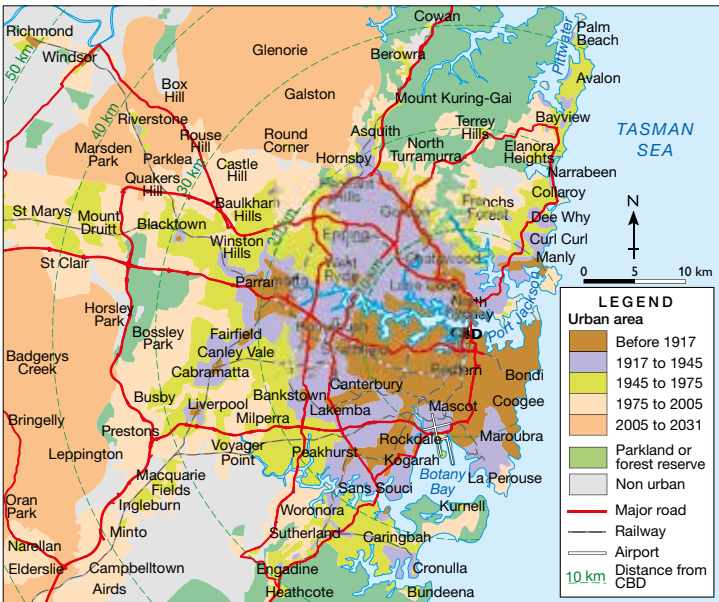 Cowan
Richmond
Palm
Beach
Pittwater
Windsor
Glenorie
Berowra
50 km
Avalon
Box
Hill
Galston
Mount Kuring-Gai
40 km
Riverstone
Bayview
TASMAN
SEA
Rouse
Hill
Round
Corner
Asquith
Terrey
Hills
Marsden
Park
Parklea
Castle
Hill
Hornsby
North
Turramurra
Elanora
Heights
Quakers
Hill
30 km
Narrabeen
Collaroy
St Marys
Mount
Druitt
Blacktown
Baulkham
Hills
Frenchs
Forest
N
Dee Why
Winston
Hills
20 km
Epping
Curl Curl
Manly
St Clair
0 5 10 km
Horsley
Park
North
Port Jackson
Bossley
Park
Fairfield
Canley Vale
Badgerys
Creek
Cabramatta
Bondi
Canterbury
Busby
Liverpool
Bankstown
Lakemba
Mascot
Coogee
Bringelly
Milperra
Prestons
Voyager
Point
Peakhurst
Rockdale
Maroubra
Leppington
Kogarah
Macquarie
Fields
Botany
Bay
La Perouse
Sans Souci
Oran
Park
Ingleburn
Woronora
Kurnell
Minto
Sutherland
Caringbah
Narellan
Elderslie
Campbelltown
Engadine
Cronulla
Airds
Heathcote
Bundeena
LEGEND
Urban area
Before 1917
1917 to 1945
1945 to 1975
1975 to 2005
2005 to 2031
Parkland or
forest reserve
Non urban
Major road
Railway
Airport
10 km Distance from
CBD